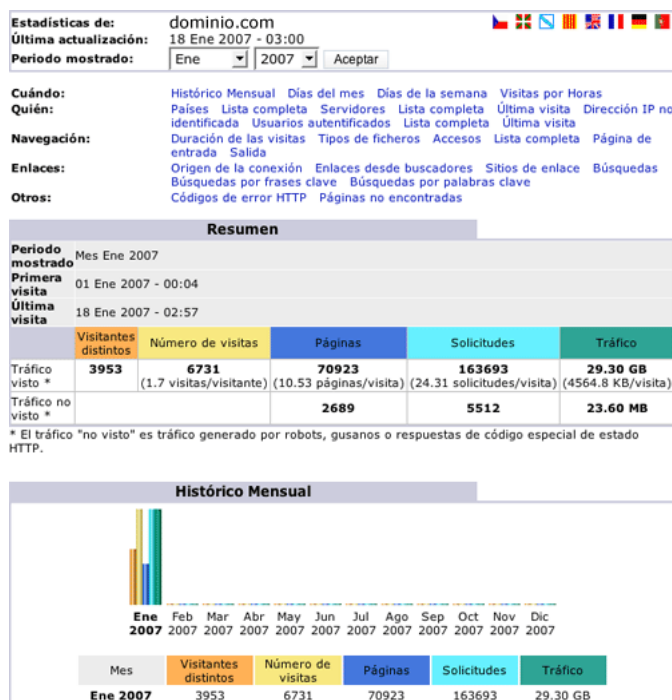 Estadísticas de: dominio.com
Última actualización: 18 Ene 2007 - 03:00
Periodo mostrado: Ene 2007 Aceptar
Cuándo: Histórico Mensual Días del mes Días de la semana Visitas por Horas
Quién: Países Lista completa Servidores Lista completa Última visita Dirección IP no
identificada Usuarios autentificados Lista completa Última visita
Navegación: Duración de las visitas Tipos de ficheros Accesos Lista completa Página de
entrada Salida
Enlaces: Origen de la conexión Enlaces desde buscadores Sitios de enlace Búsquedas
Búsquedas por frases clave Búsquedas por palabras clave
Otros: Códigos de error HTTP Páginas no encontradas
Resumen
Periodo mostrado Mes Ene 2007
Primera visita 01 Ene 2007 - 00:04
Última visita 18 Ene 2007 - 02:57
Visitantes distintos Número de visitas Páginas Solicitudes Tráfico
Tráfico visto * 3953 6731 70923 163693 29.30 GB
(1.7 visitas/visitante) (10.53 páginas/visita) (24.31 solicitudes/visita) (4564.8 KB/visita)
Tráfico no visto * 2689 5512 23.60 MB
* El tráfico "no visto" es tráfico generado por robots, gusanos o respuestas de código especial de estado
HTTP.
Histórico Mensual
Ene Feb Mar Abr May Jun Jul Ago Sep Oct Nov Dic
2007 2007 2007 2007 2007 2007 2007 2007 2007 2007 2007 2007
Mes Visitantes distintos Número de visitas Páginas Solicitudes Tráfico
Ene 2007 3953 6731 70923 163693 29.30 GB